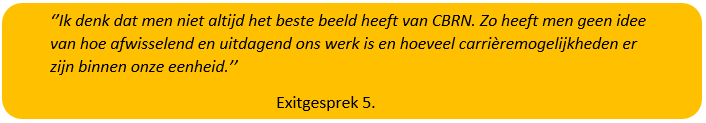 ‘’Ik denk dat men niet altijd het beste beeld heeft van CBRN. Zo heeft men geen idee
van hoe afwisselend en uitdagend ons werk is en hoeveel carrièremogelijkheden er
zijn binnen onze eenheid.’’
Exitgesprek 5.